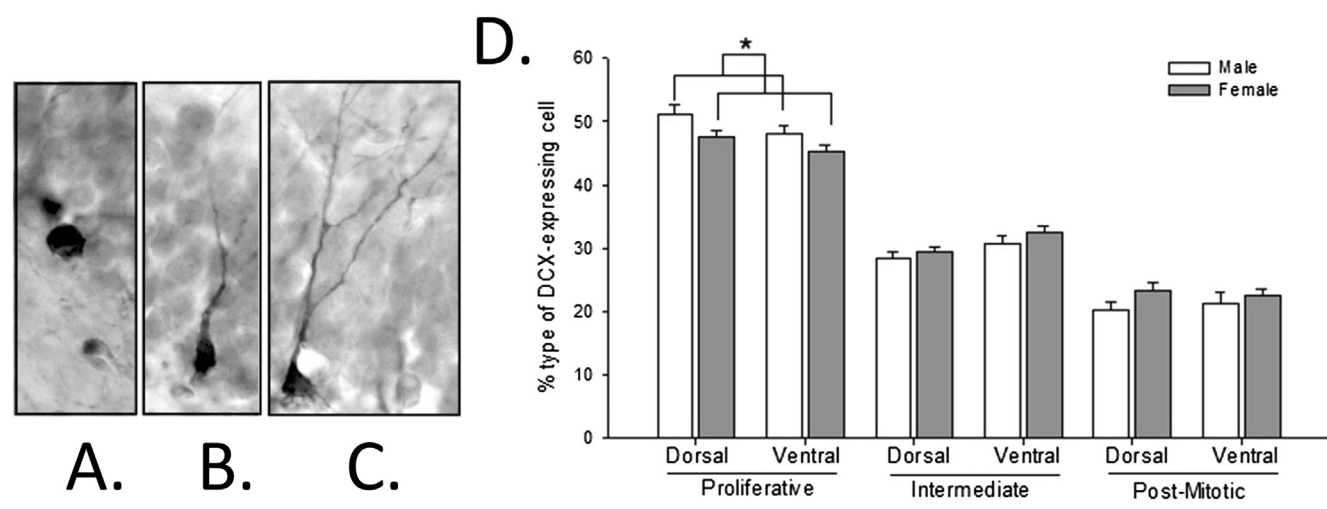 A.
B.
C.
D.
% type of DCX-expressing cell
60
50
40
30
20
10
0
*
Male
Female
Dorsal Ventral Dorsal Ventral Dorsal Ventral
Proliferative Intermediate Post-Mitotic